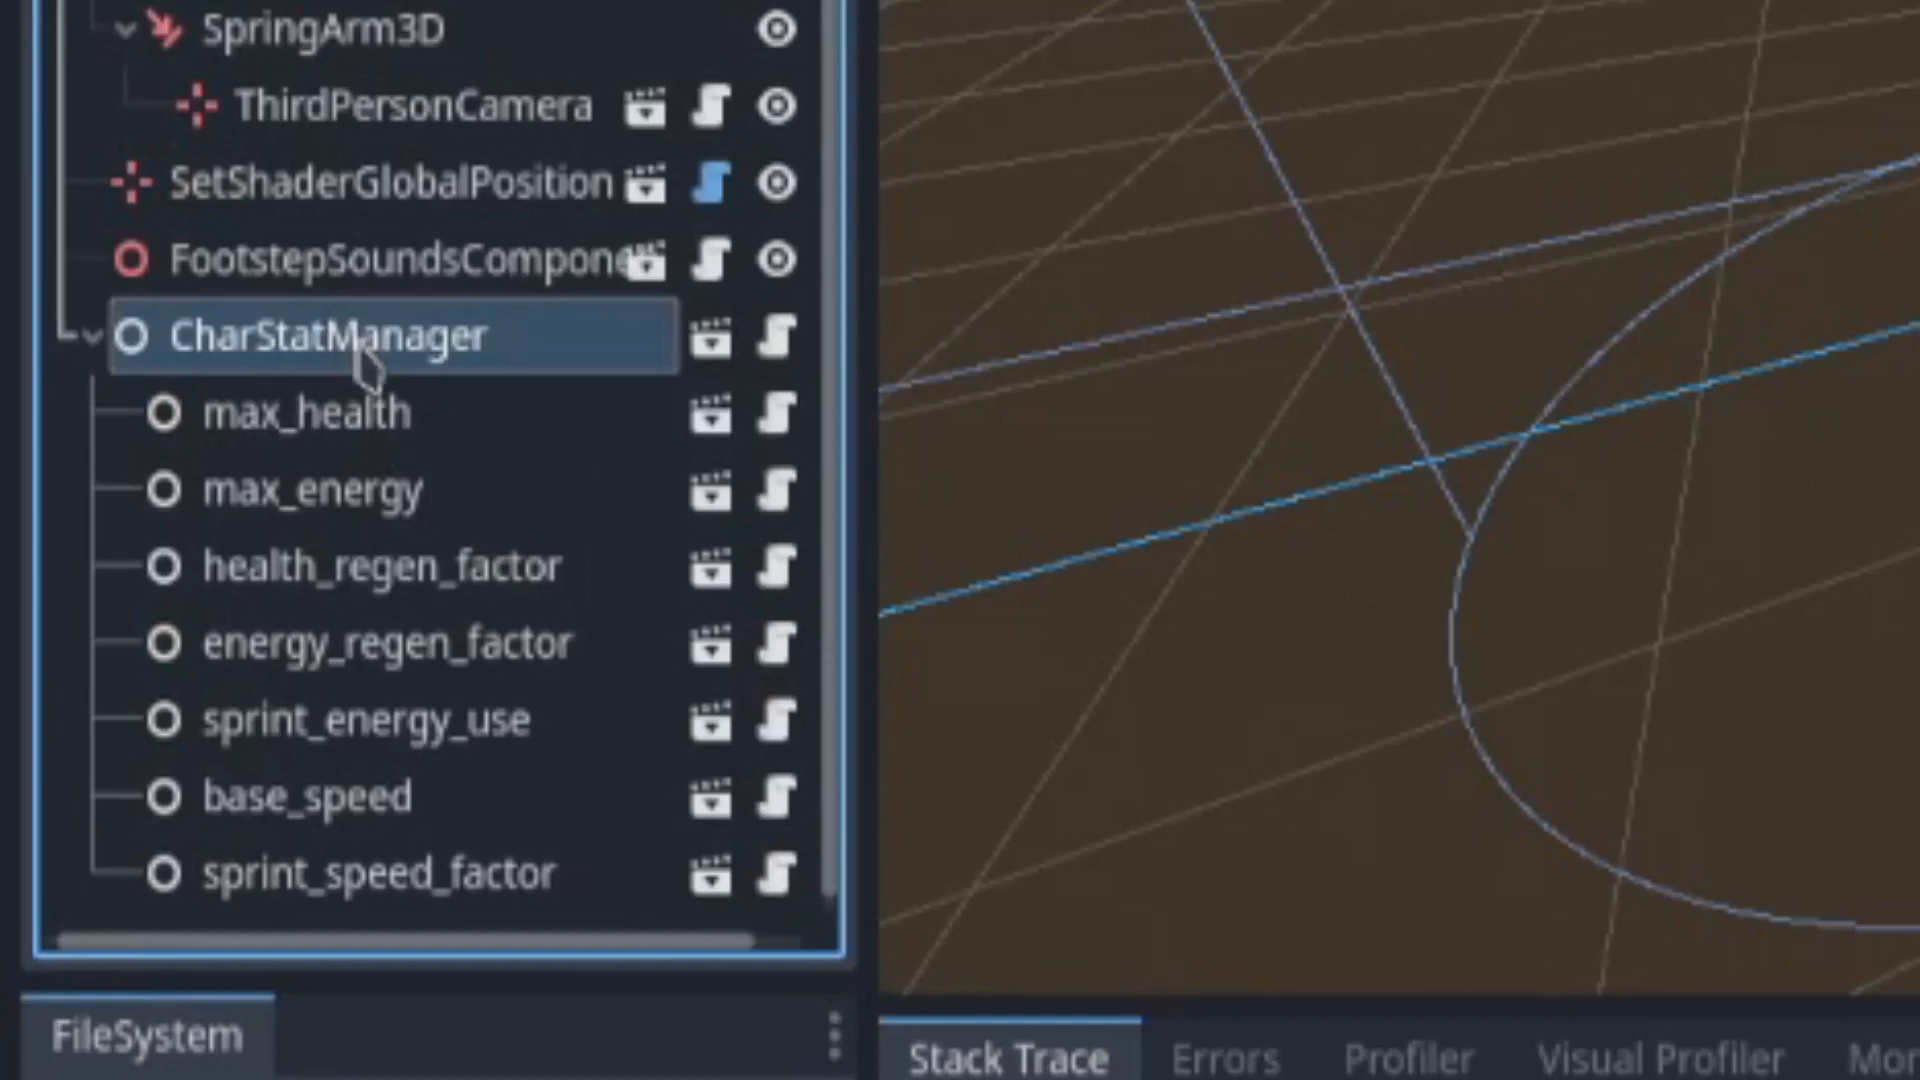 SpringArm3D
ThirdPersonCamera
SetShaderGlobalPosition
FootstepSoundsCompone
CharStatManager
max_health
max_energy
health_regen_factor
energy_regen_factor
sprint_energy_use
base_speed
sprint_speed_factor
FileSystem
Stack Trace Errors Profiler Visual Profiler Mor